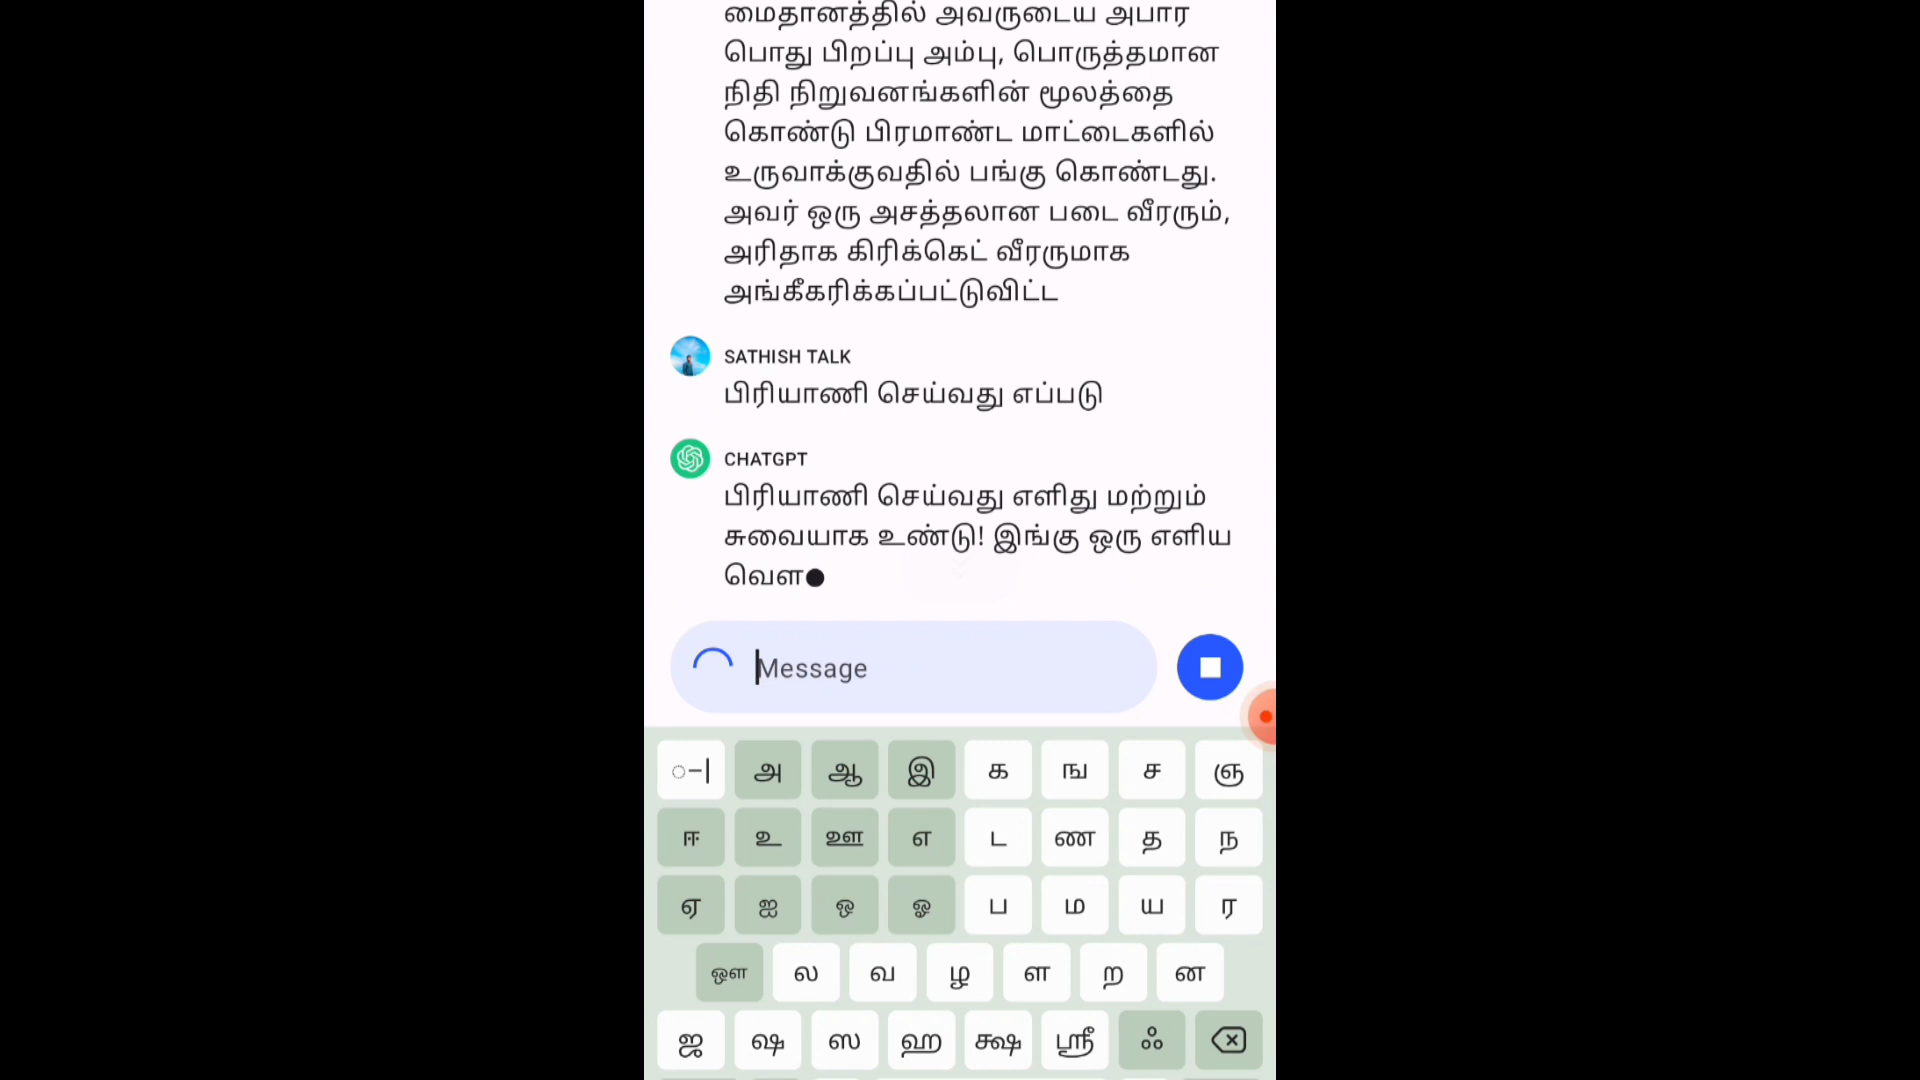 மைதானத்தில் அவருடைய அபார
பொது பிறப்பு அம்பு, பொருத்தமான
நிதி நிறுவனங்களின் மூலத்தை
கொண்டு பிரமாண்ட மாட்டைகளில்
உருவாக்குவதில் பங்கு கொண்டது.
அவர் ஒரு அசத்தலான படை வீரரும்,
அரிதாக கிரிக்கெட் வீரருமாக
அங்கீகரிக்கப்பட்டுவிட்ட
SATHISH TALK
பிரியாணி செய்வது எப்படு
CHATGPT
பிரியாணி செய்வது எளிது மற்றும்
சுவையாக உண்டு! இங்கு ஒரு எளிய
வெள
Message
அ ஆ இ க ங ச ஞ
ஈ உ ஊ எ ட ண த ந
ஏ ஐ ஒ ஓ ப ம ய ர
ஔ ல வ ழ ள ற ன
ஜ ஷ ஸ ஹ க்ஷ ஸ்ரீ ஃ